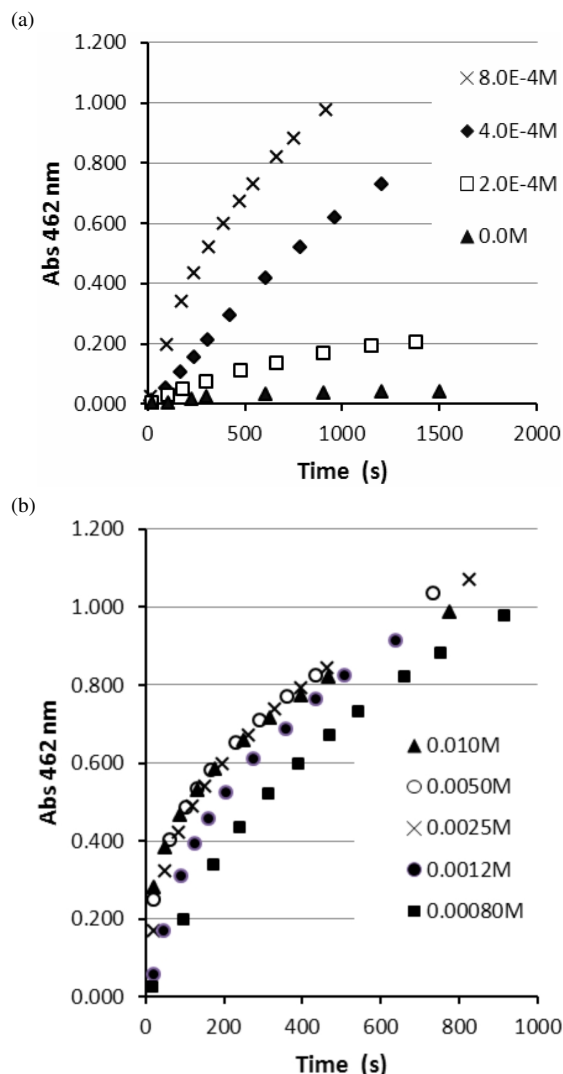 (a)
1.200
1.000
0.800
0.600
0.400
0.200
0.000
Abs 462 nm
0 500 1000 1500 2000
Time (s)
8.0E-4M
4.0E-4M
2.0E-4M
0.0M
(b)
1.200
1.000
0.800
0.600
0.400
0.200
0.000
Abs 462 nm
0 200 400 600 800 1000
Time (s)
0.010M
0.0050M
0.0025M
0.0012M
0.00080M